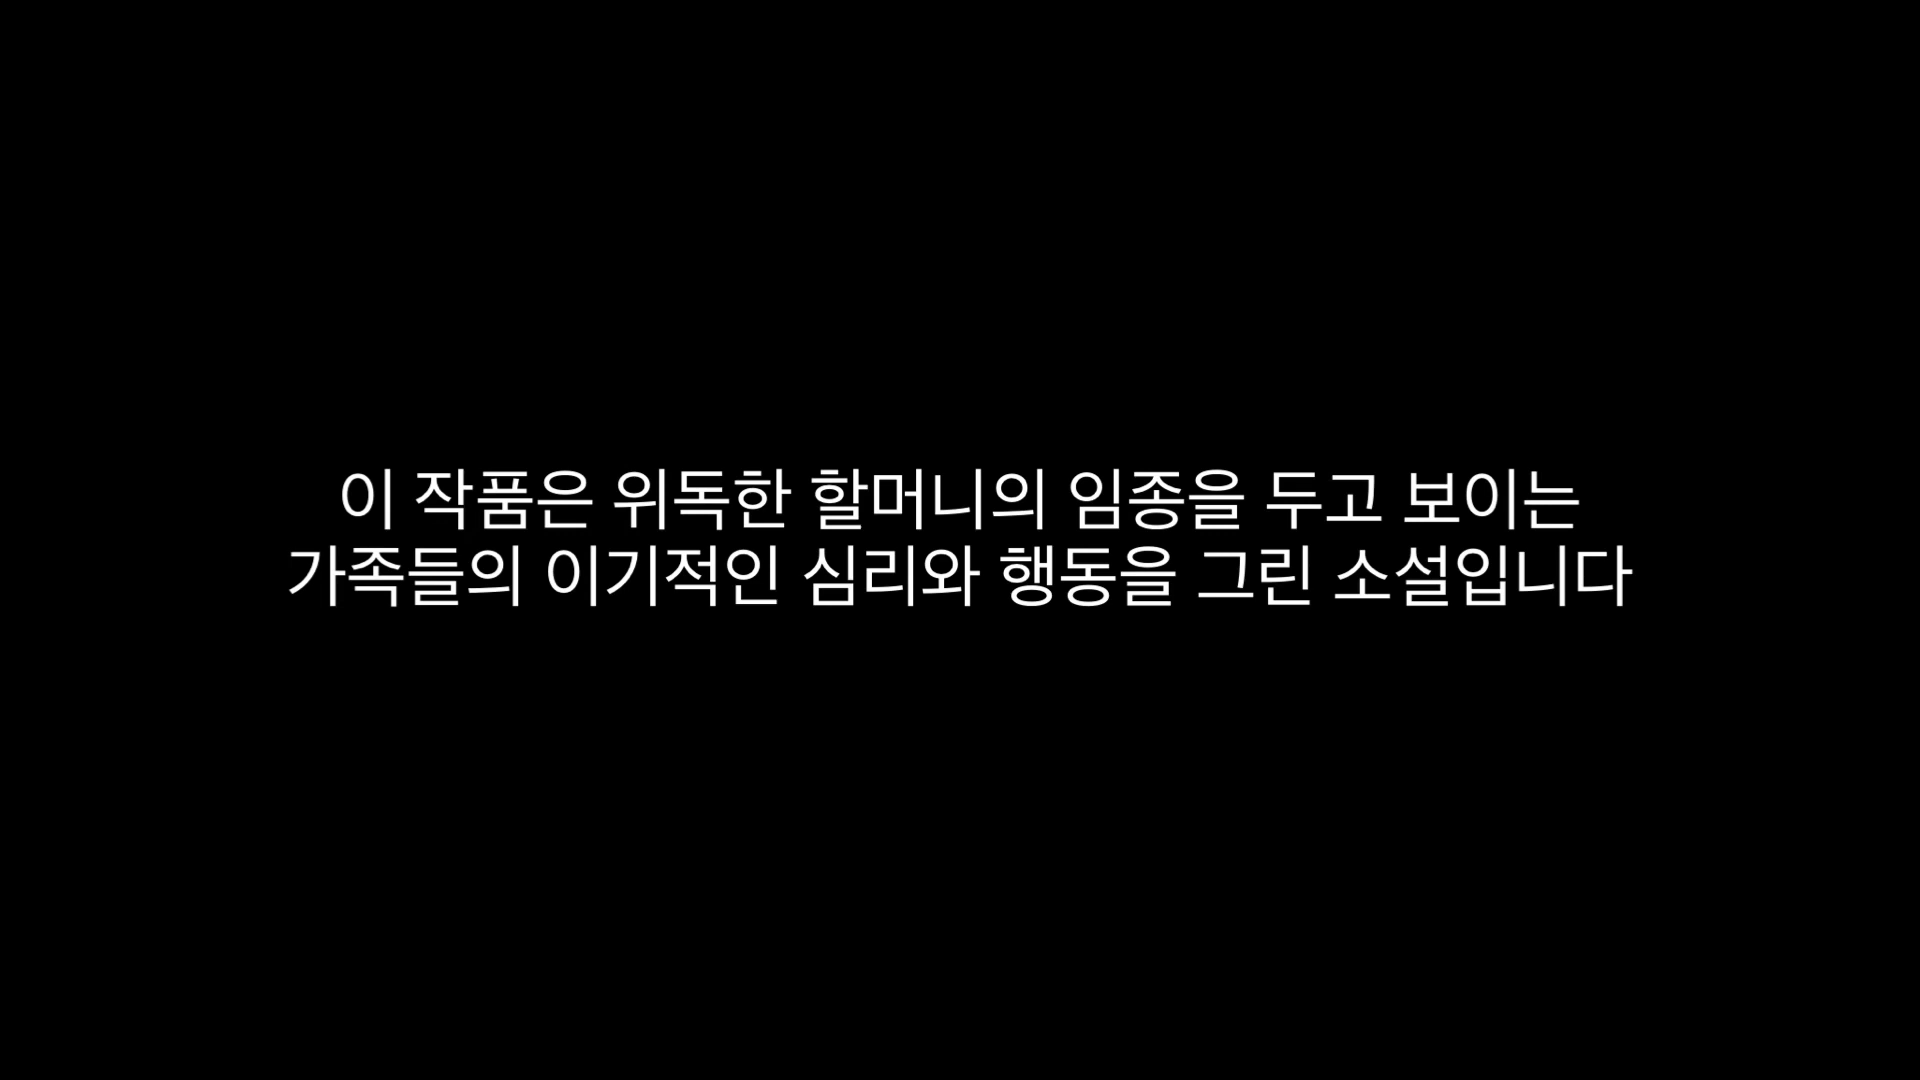 이 작품은 위독한 할머니의 임종을 두고 보이는
가족들의 이기적인 심리와 행동을 그린 소설입니다